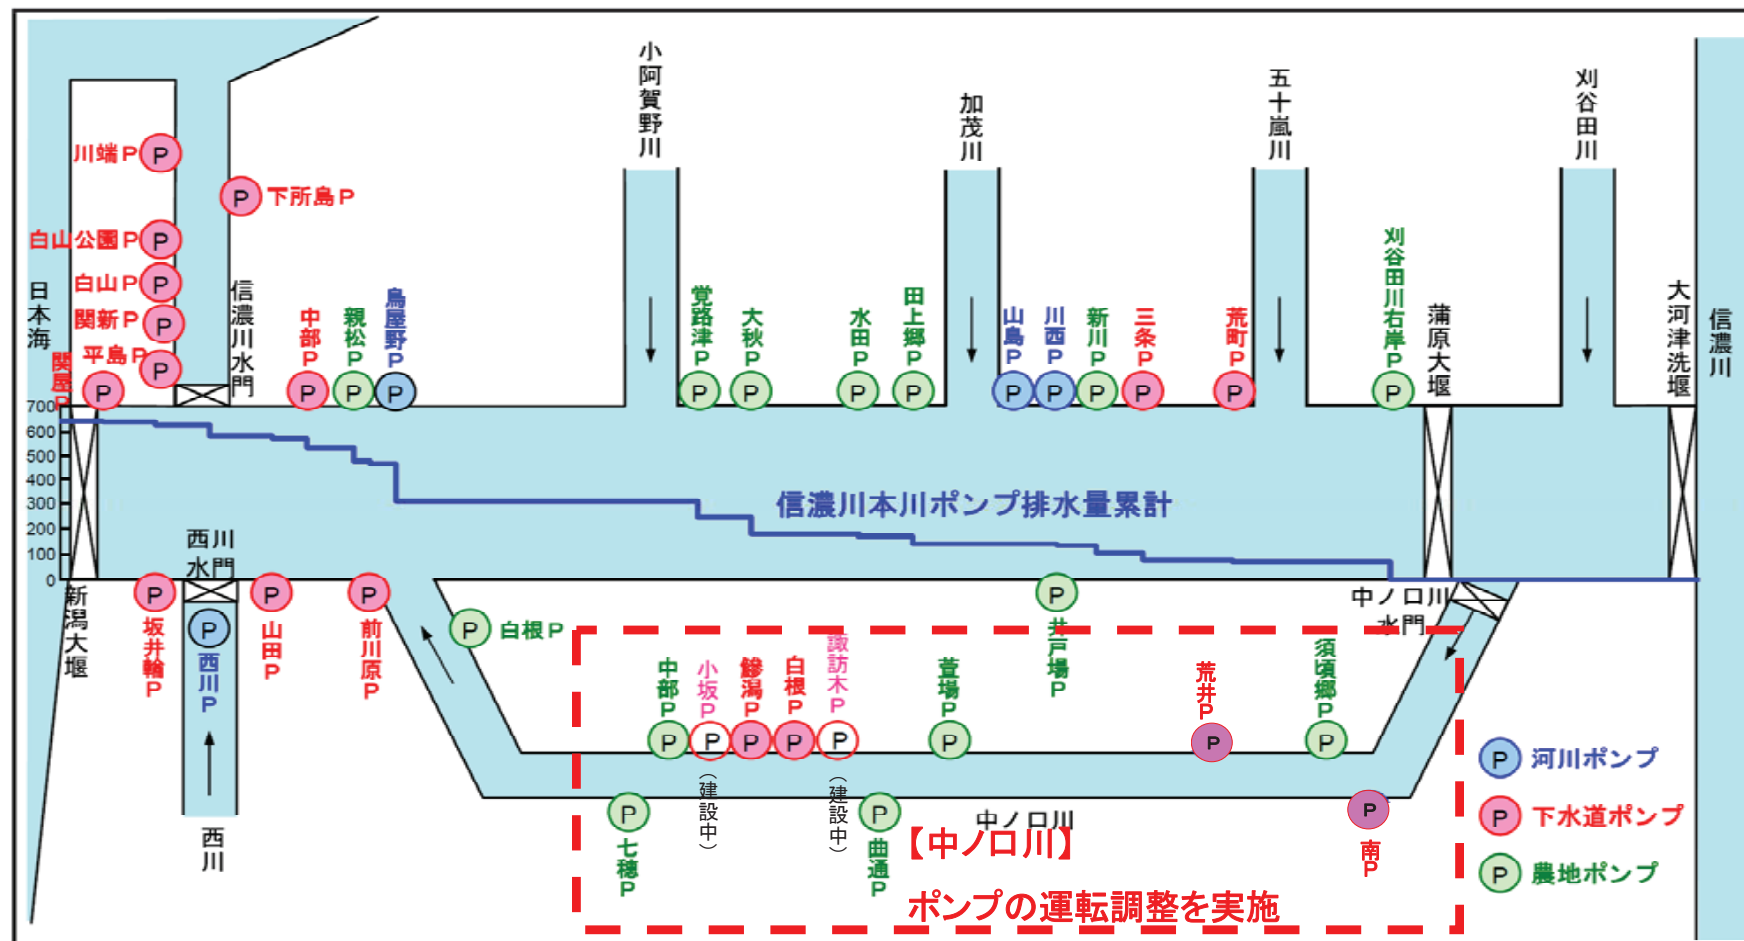 小阿賀野川
加茂川
五十嵐川
刈谷田川
川端P
P
P
下所島P
白山公園P
P
白山P
P
関新P
P
平島P
P
関屋P
P
日本海
信濃川水門
中部P
P
親松P
P
鳥屋野P
P
覚路津P
P
大秋P
P
水田P
P
田上郷P
P
山島P
P
川西P
P
新川P
P
三条P
P
荒町P
P
刈谷田川右岸P
P
蒲原大堰
大河津洗堰
信濃川
700
600
500
400
300
200
100
0
信濃川本川ポンプ排水量累計
新潟大堰
P
坂井輪P
西川
水門
P
西川P
西川
P
山田P
P
前川原P
P
白根P
P
井戸場P
中ノ口川
水門
中部P
P
小坂P
P
(建設中)
鰺潟P
P
白根P
P
諏訪木P
P
(建設中)
萱場P
P
荒井P
P
須頃郷P
P
P
七穂P
P
曲通P
中ノ口川
P
南P
【中ノ口川】
ポンプの運転調整を実施
P 河川ポンプ
P 下水道ポンプ
P 農地ポンプ